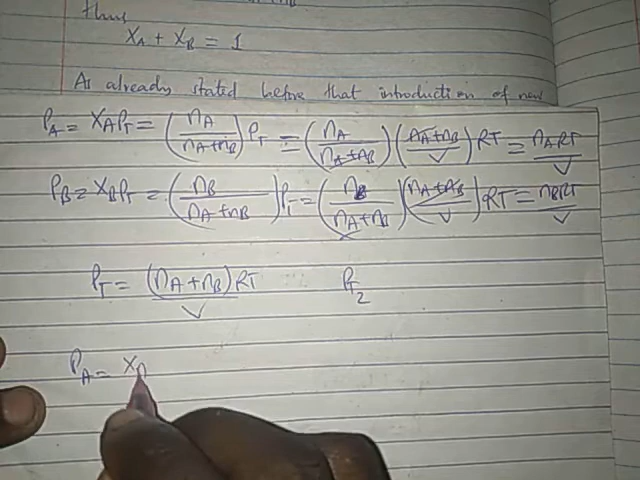 thus
X_A + X_B = 1
As already stated before that introduction of new
P_A = X_A P_T = (n_A / (n_A+n_B)) P_T = (n_A / (n_A+n_B)) ((n_A+n_B) / V) RT = n_A RT / V
P_B = X_B P_T = (n_B / (n_A+n_B)) P_T = (n_B / (n_A+n_B)) ((n_A+n_B) / V) RT = n_B RT / V
P_T = (n_A+n_B) RT / V P_T2
P_A = X_A